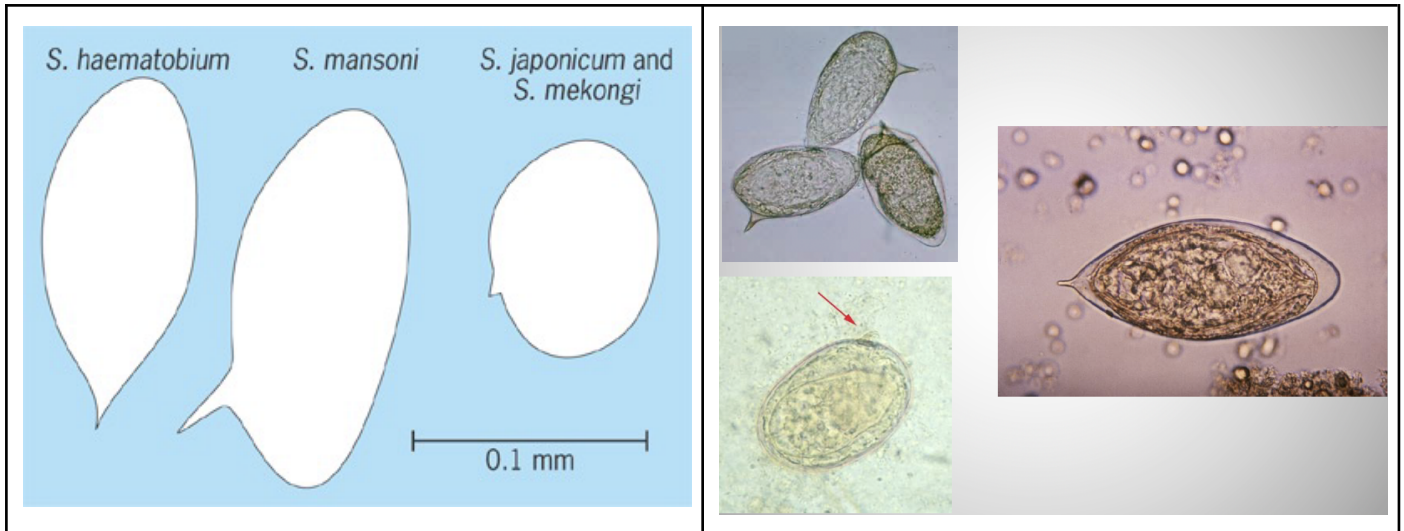 S. haematobium
S. mansoni
S. japonicum and
S. mekongi
0.1 mm